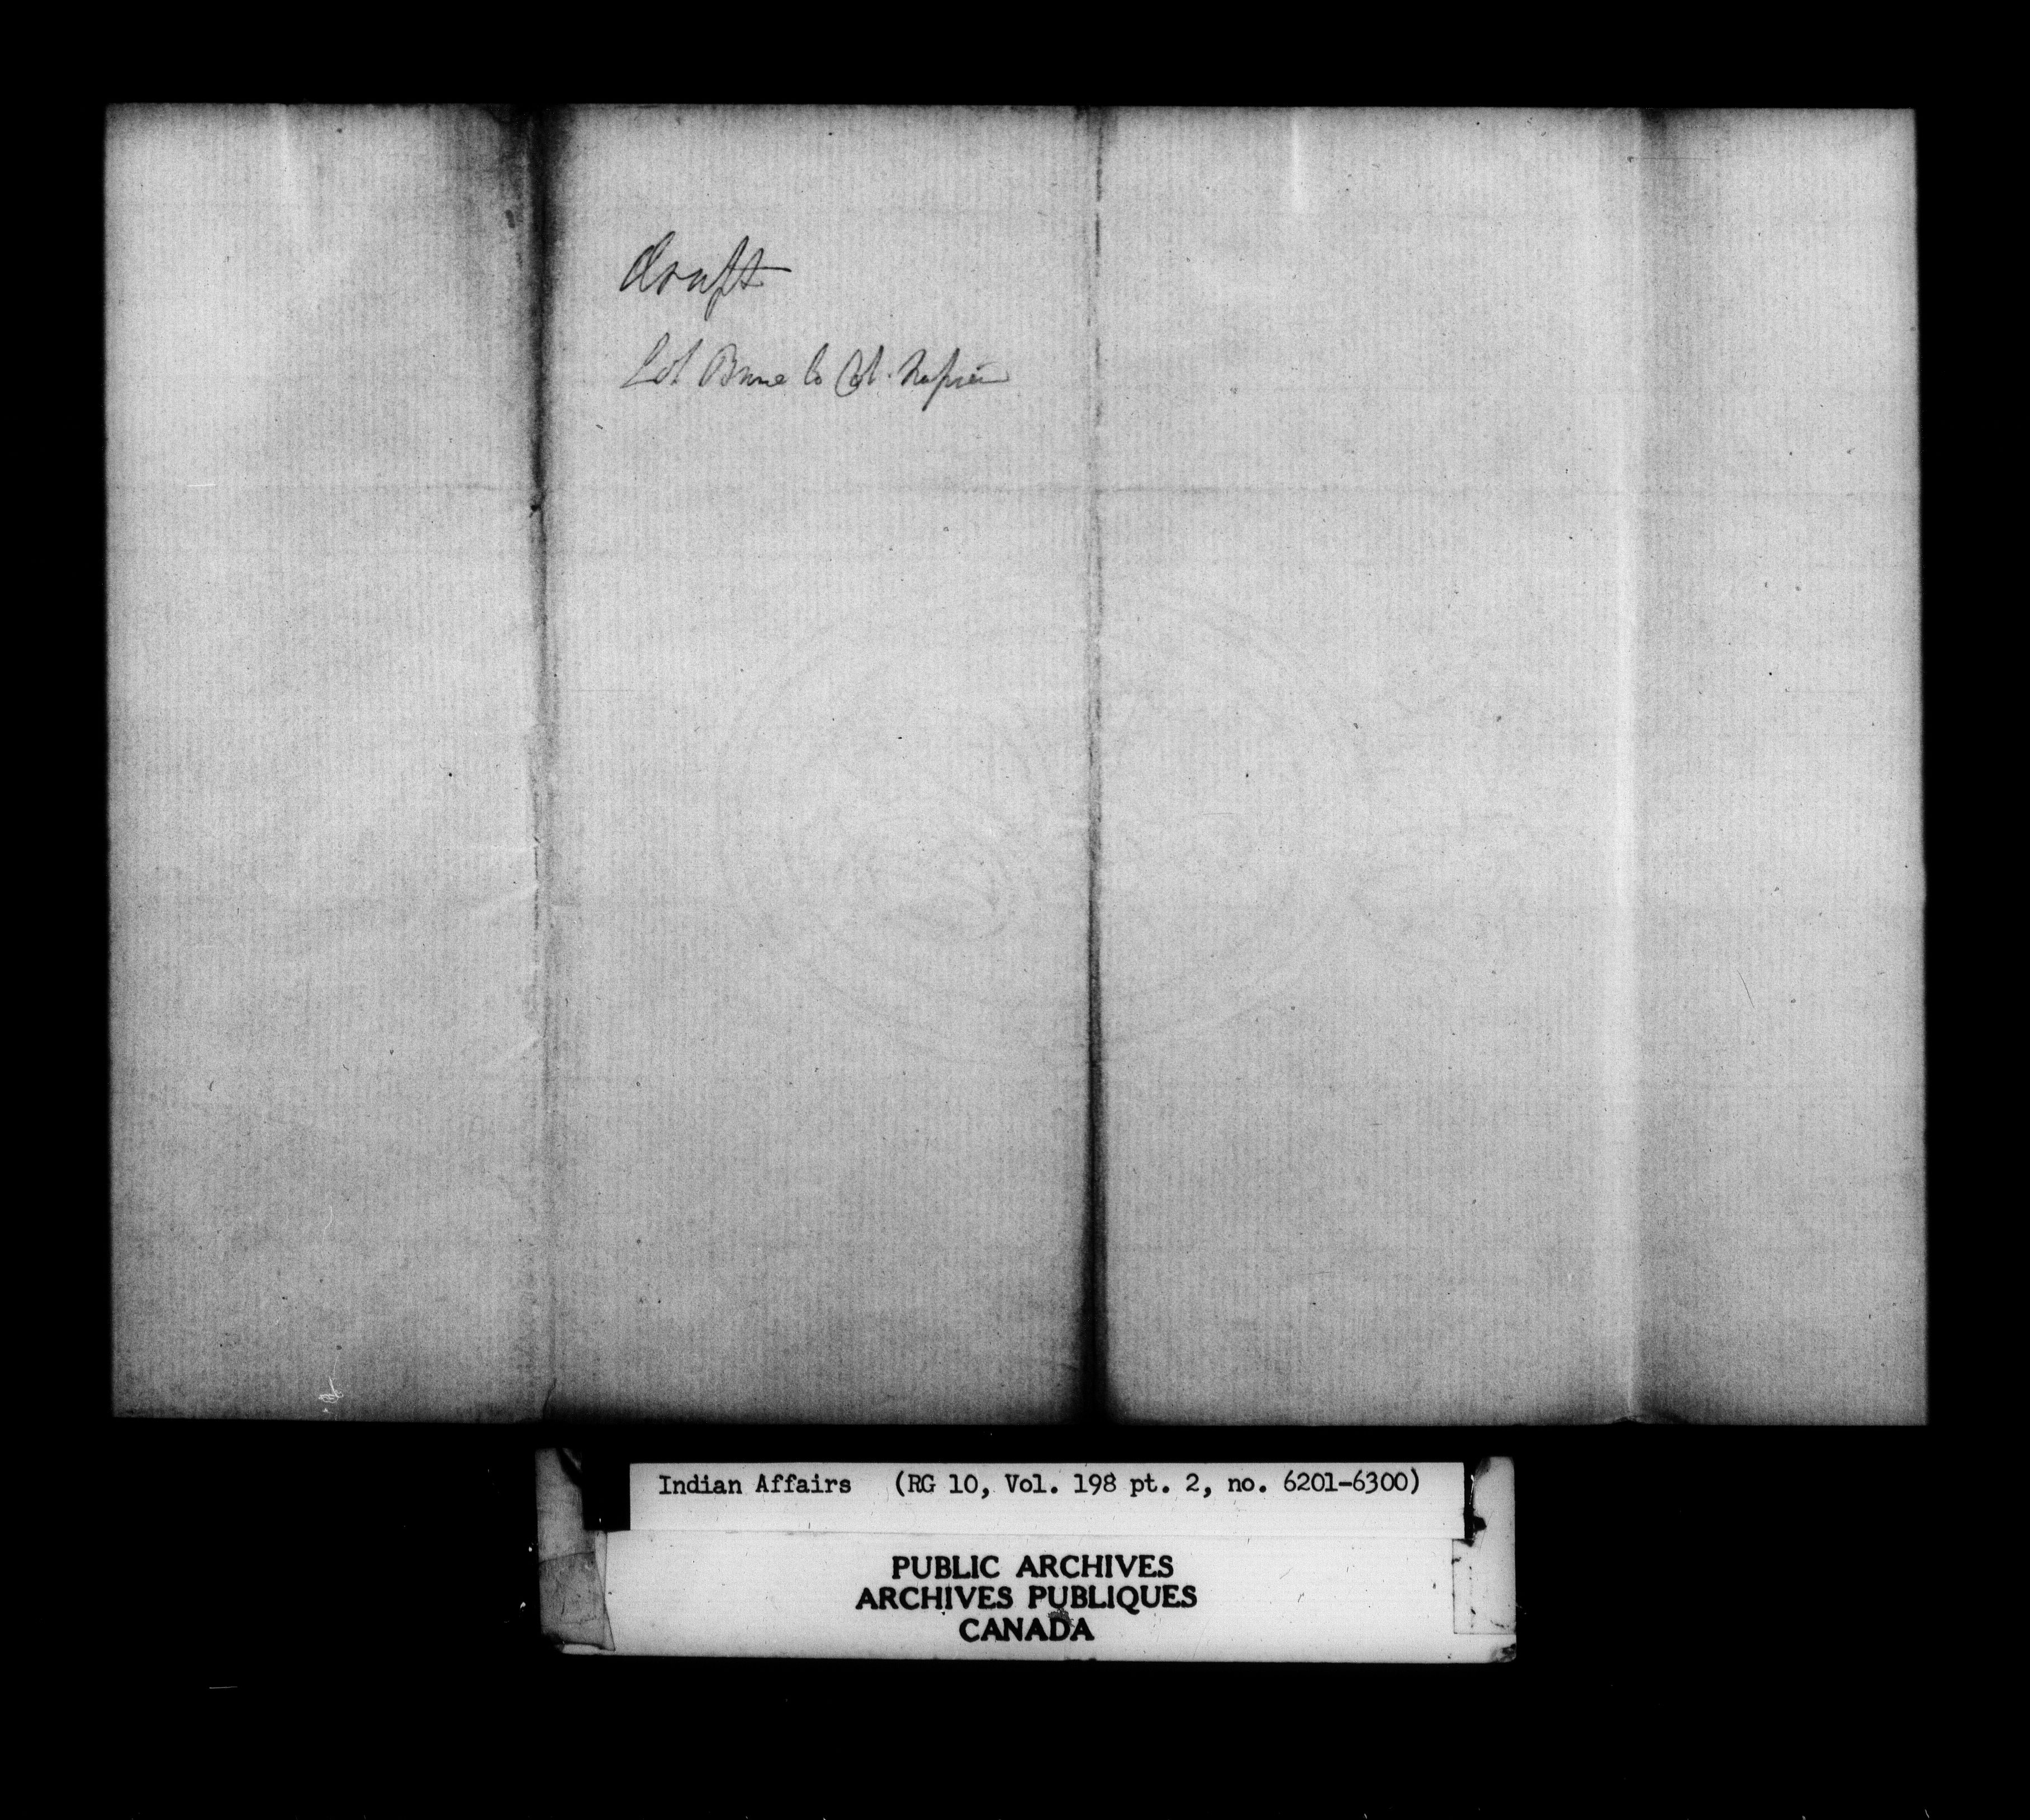 draft
Col Bruce to Col. Napier
Indian Affairs (RG 10, Vol. 198 pt. 2, no. 6201-6300)
PUBLIC ARCHIVES
ARCHIVES PUBLIQUES
CANADA